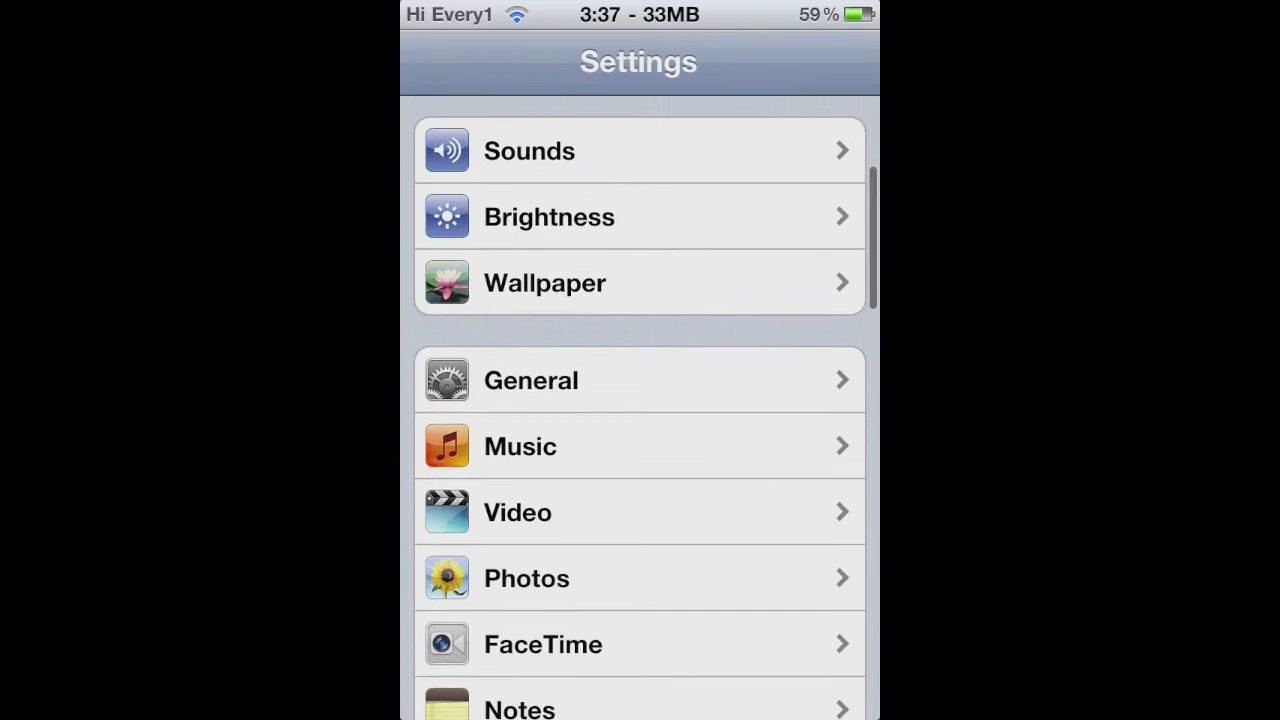 Hi Every1 3:37 - 33MB 59%
Settings
Sounds
Brightness
Wallpaper
General
Music
Video
Photos
FaceTime
Notes